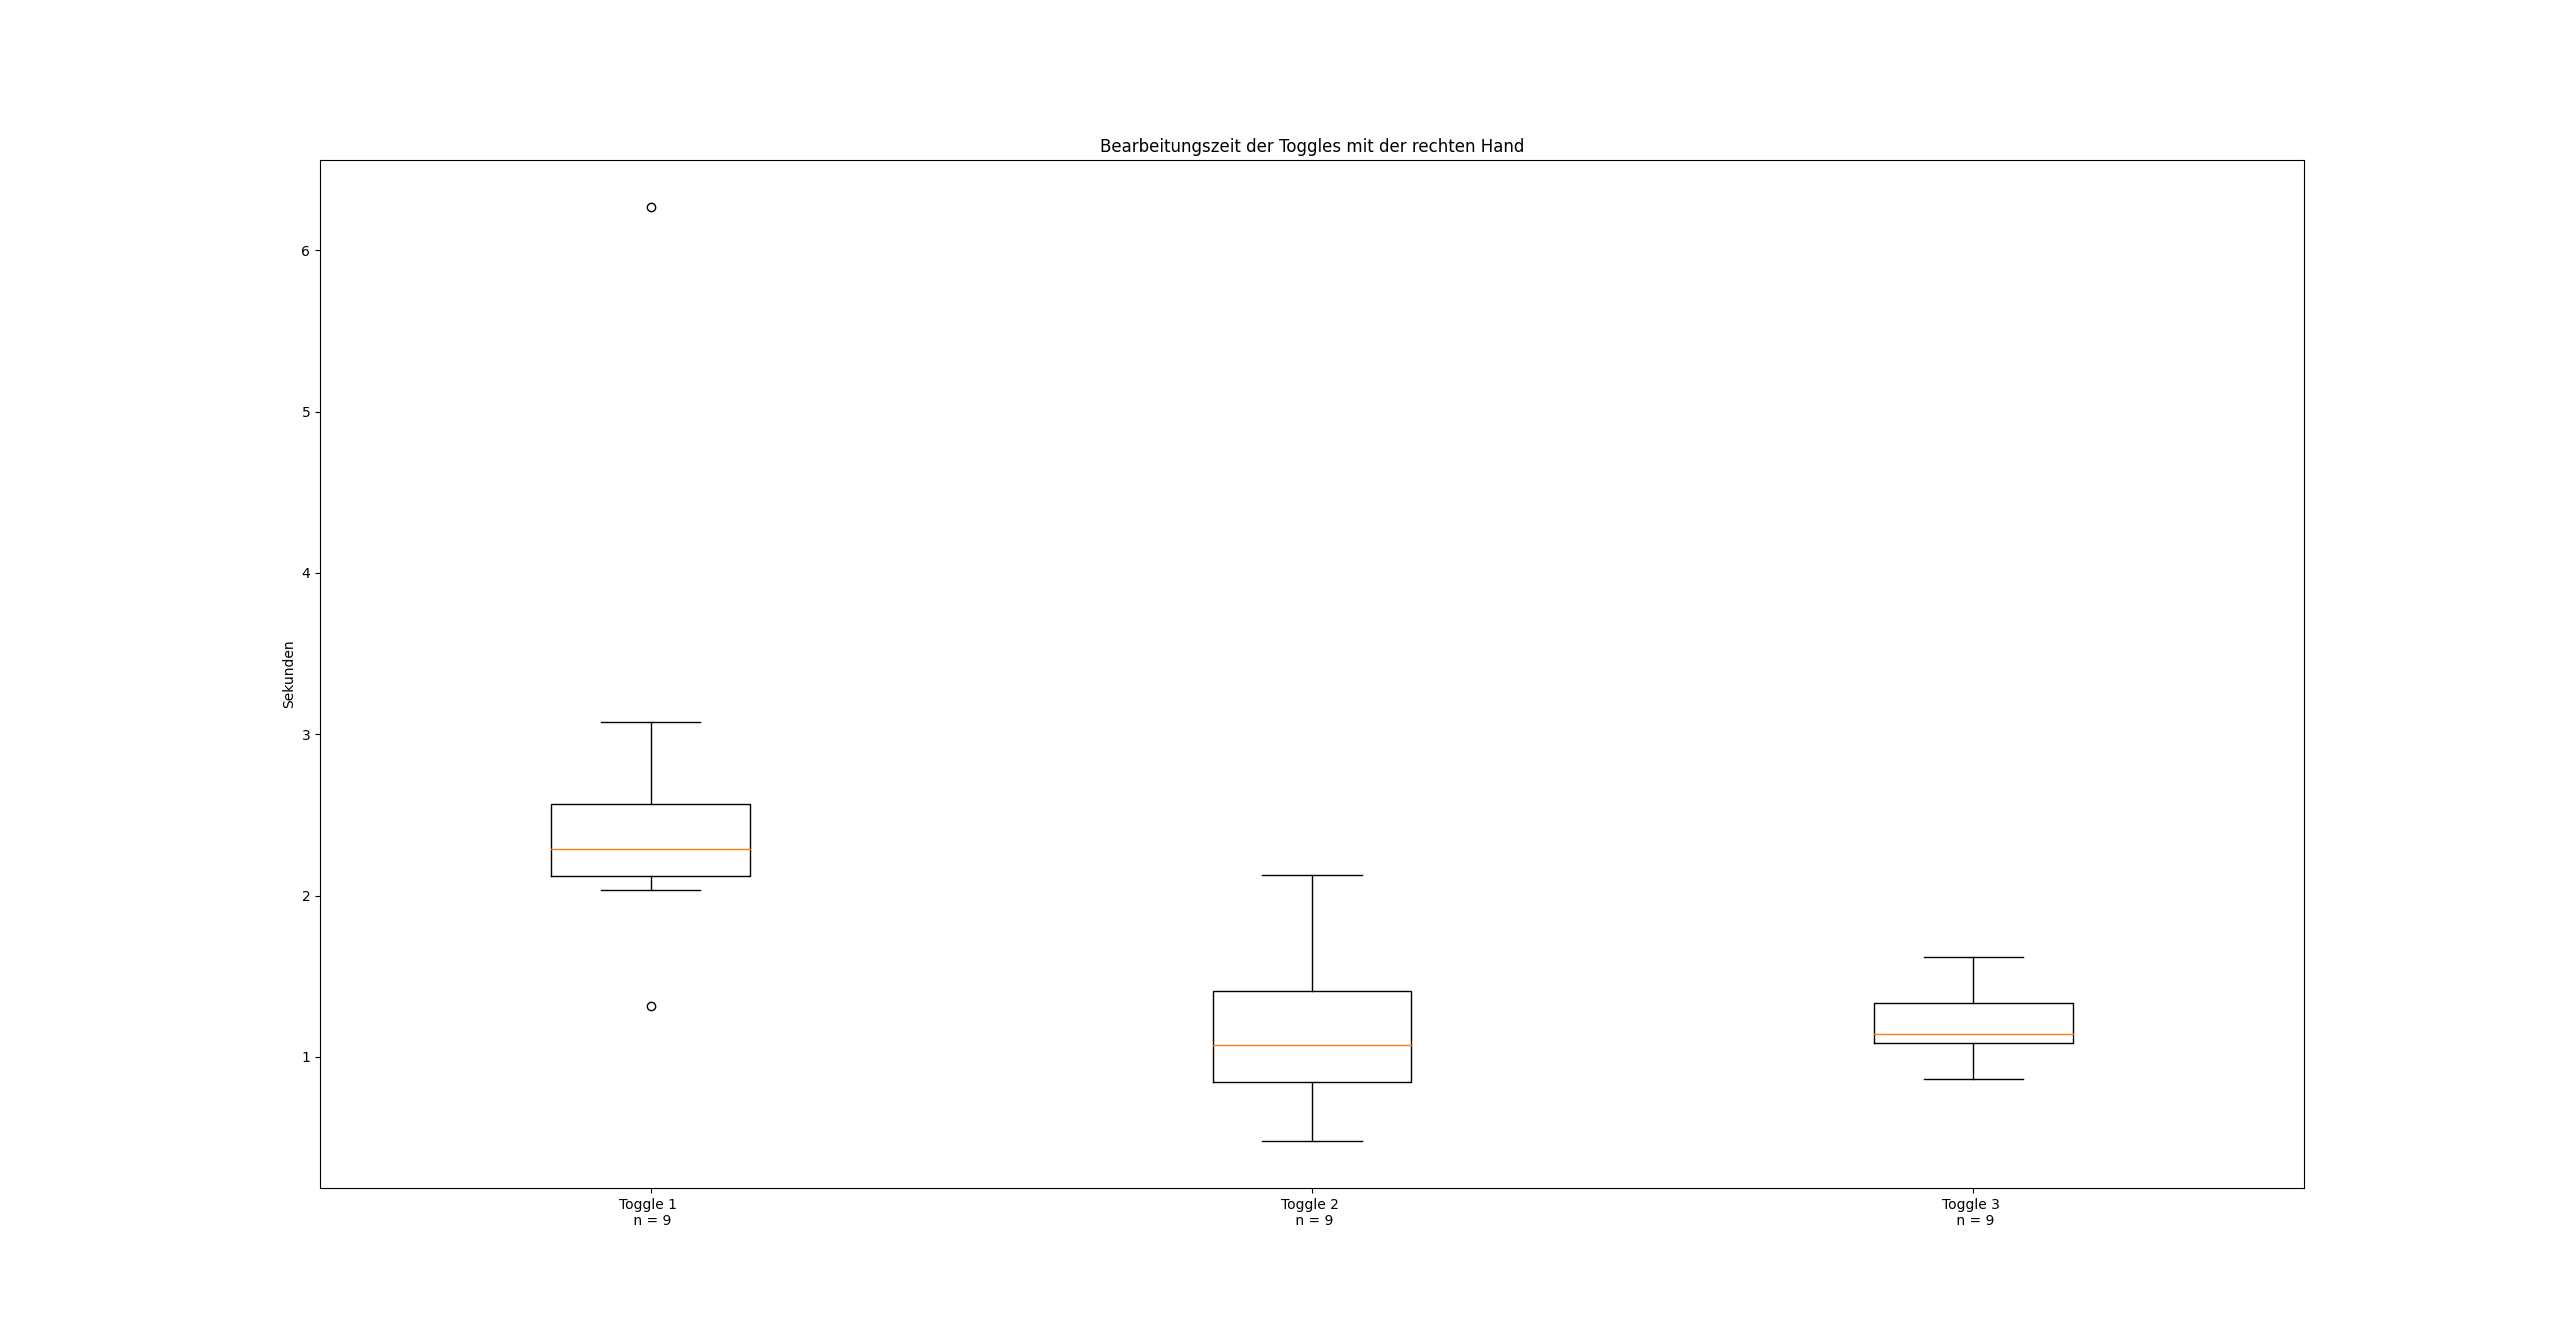 Bearbeitungszeit der Toggles mit der rechten Hand
6
5
4
3
2
1
Sekunden
Toggle 1
n = 9
Toggle 2
n = 9
Toggle 3
n = 9